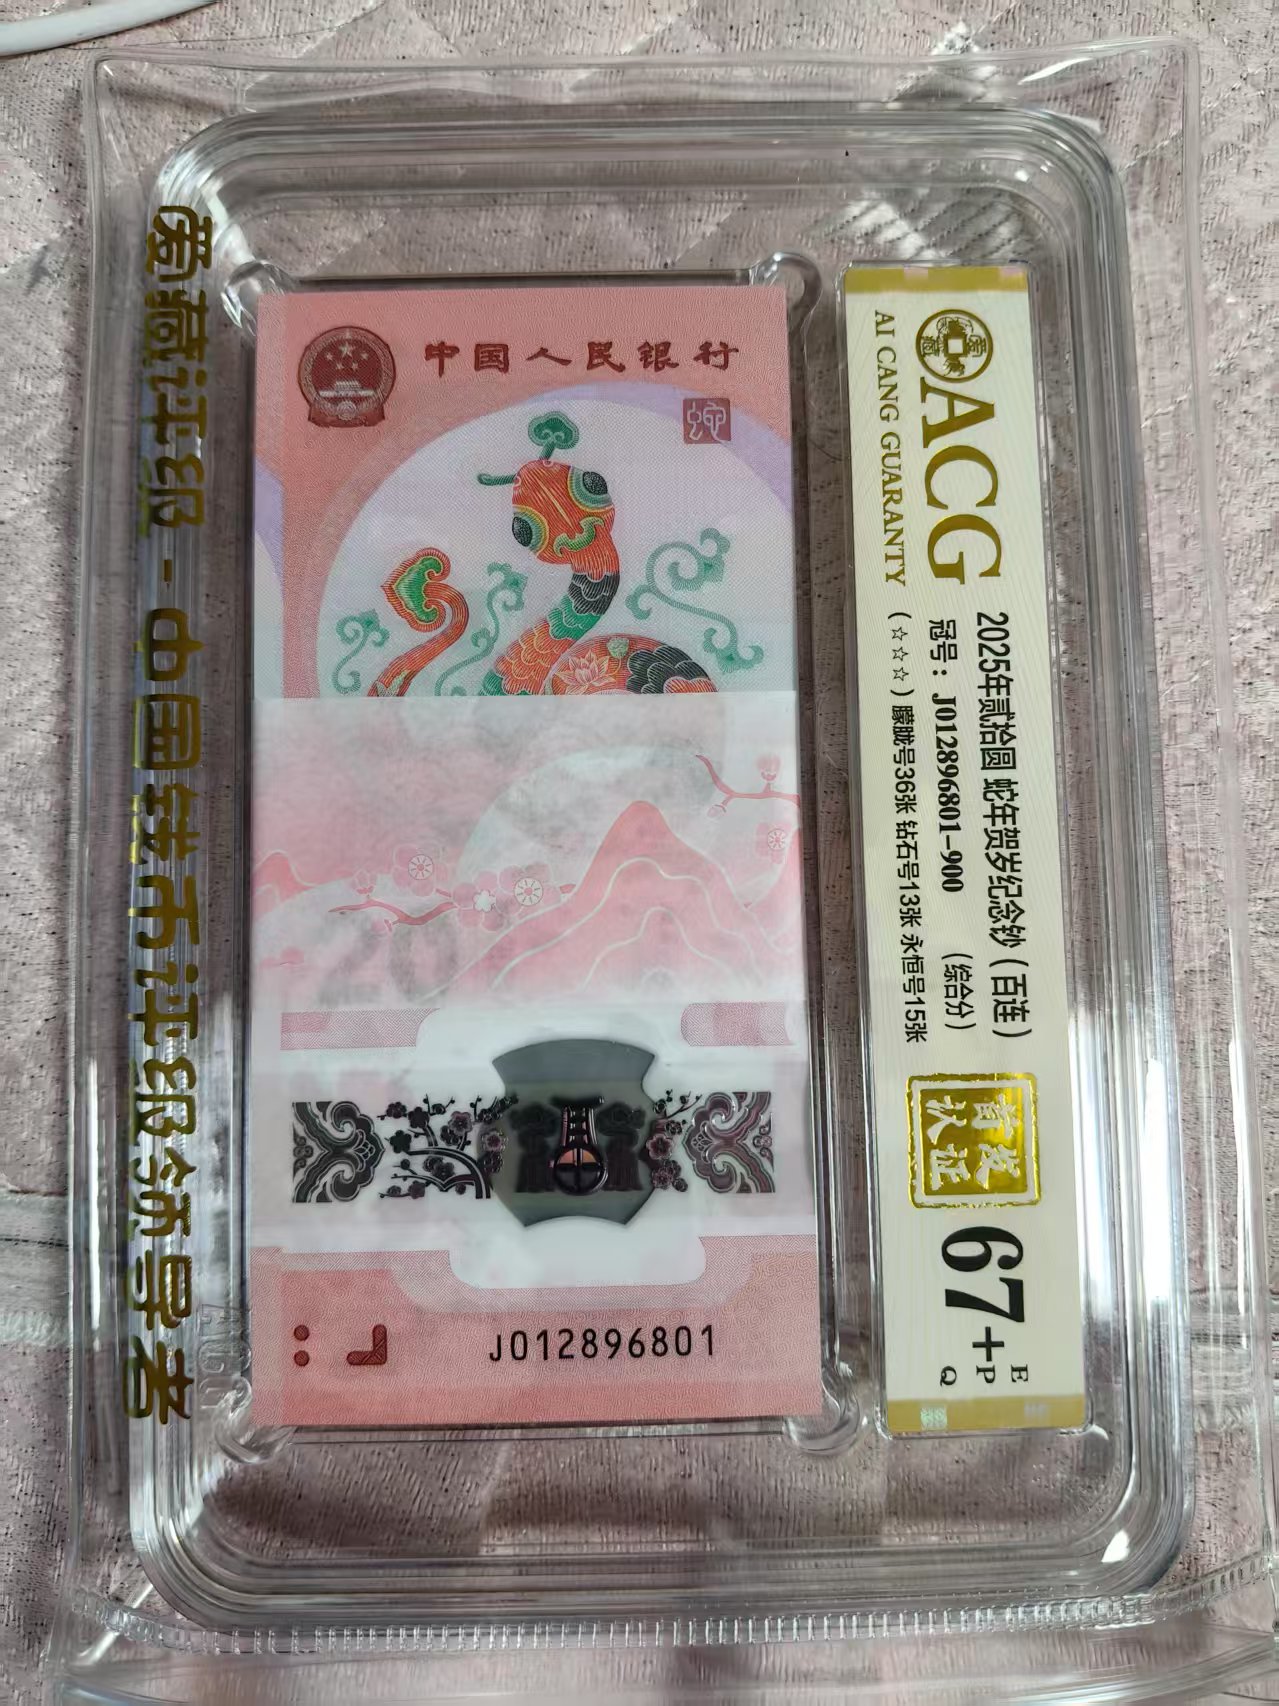 爱藏评级-中国钱币评级领导者
中国人民银行
蛇
20
J012896801
ACG
AI CANG GUARANTY
2025年贰拾圆 蛇年贺岁纪念钞（百连）
冠号：J012896801-900 （综合分）
（☆☆☆）朦胧号36张 钻石号13张 永恒号15张
首发
认证
67+
E
P
Q